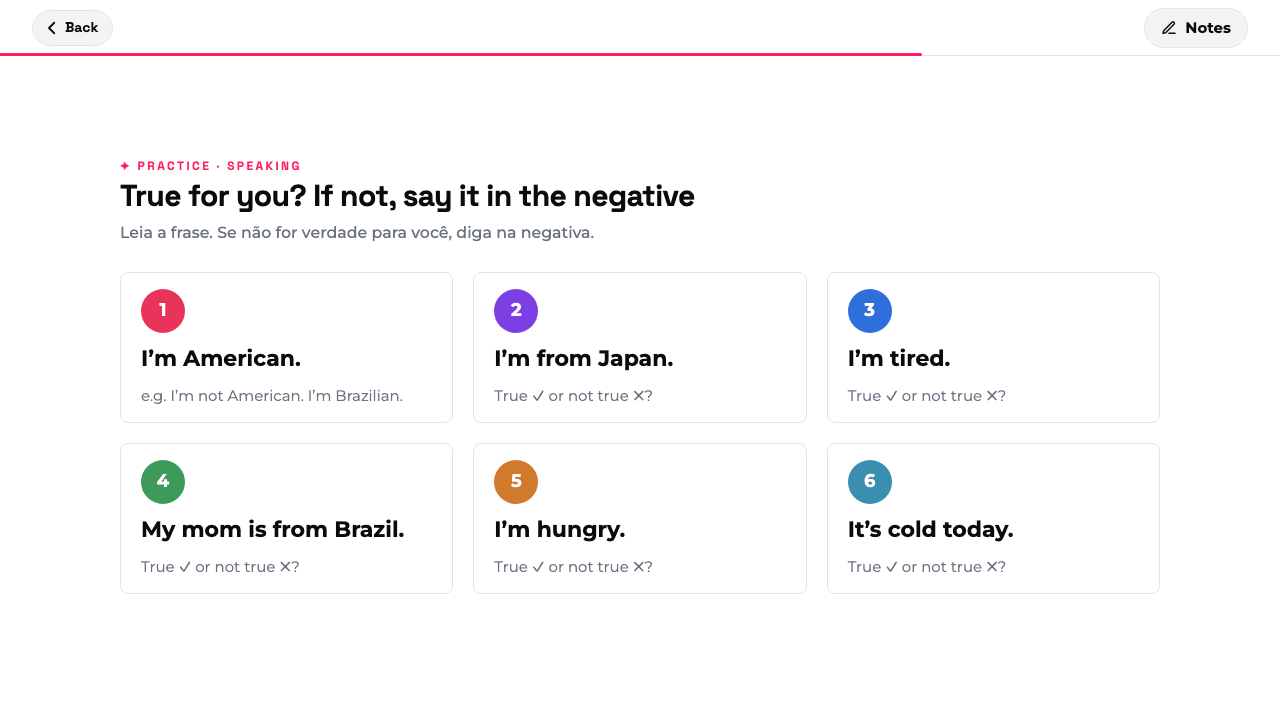 Back
Notes
✦ PRACTICE · SPEAKING
True for you? If not, say it in the negative
Leia a frase. Se não for verdade para você, diga na negativa.
1
I’m American.
e.g. I’m not American. I’m Brazilian.
2
I’m from Japan.
True ✓ or not true ✕?
3
I’m tired.
True ✓ or not true ✕?
4
My mom is from Brazil.
True ✓ or not true ✕?
5
I’m hungry.
True ✓ or not true ✕?
6
It’s cold today.
True ✓ or not true ✕?